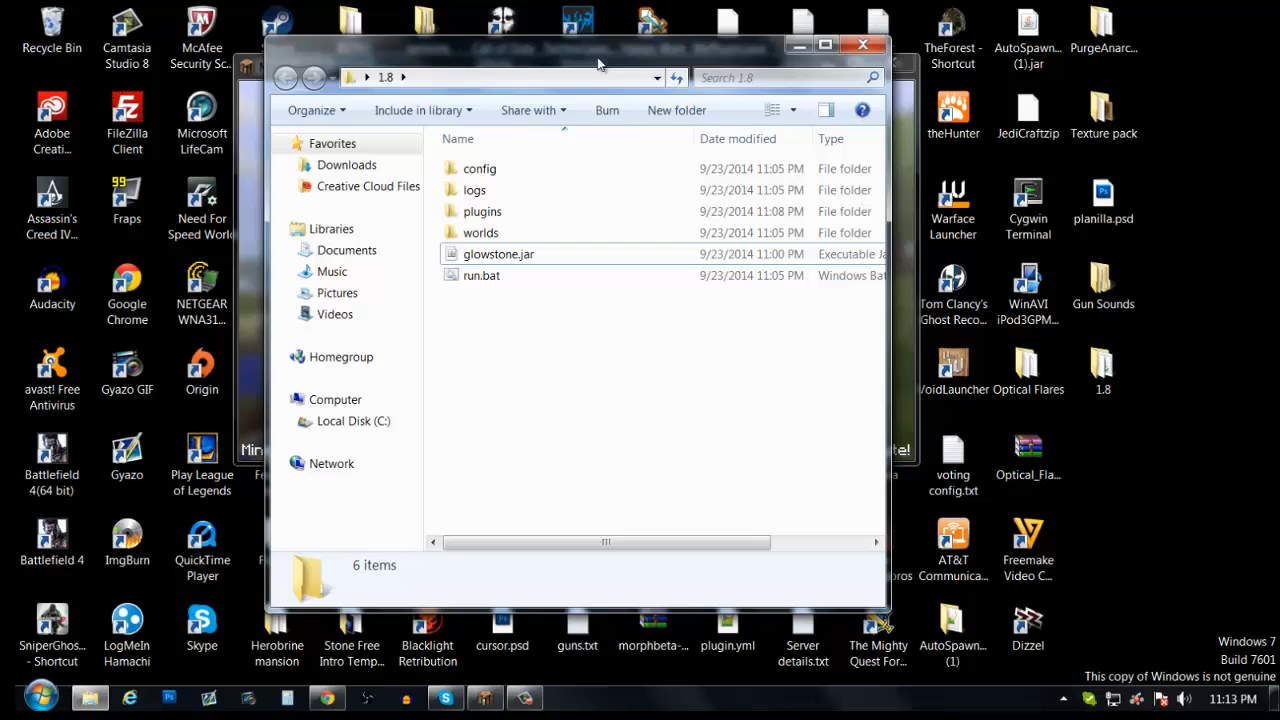 1.8
Search 1.8
Organize
Include in library
Share with
Burn
New folder
Name
Date modified
Type
config 9/23/2014 11:05 PM File folder
logs 9/23/2014 11:05 PM File folder
plugins 9/23/2014 11:08 PM File folder
worlds 9/23/2014 11:05 PM File folder
glowstone.jar 9/23/2014 11:00 PM Executable Ja
run.bat 9/23/2014 11:05 PM Windows Bat
Favorites
Downloads
Creative Cloud Files
Libraries
Documents
Music
Pictures
Videos
Homegroup
Computer
Local Disk (C:)
Network
6 items
Recycle Bin
Camtasia
Studio 8
McAfee
Security Sc...
Adobe
Creati...
FileZilla
Client
Microsoft
LifeCam
Assassin's
Creed IV...
99
Fraps
Need For
Speed World
Audacity
Google
Chrome
NETGEAR
WNA31...
avast! Free
Antivirus
Gyazo GIF
Origin
Battlefield
4(64 bit)
Gyazo
Play League
of Legends
Min
te!
Battlefield 4
ImgBurn
QuickTime
Player
SniperGhos...
- Shortcut
LogMeIn
Hamachi
Skype
Herobrine
mansion
Stone Free
Intro Temp...
Blacklight
Retribution
cursor.psd
guns.txt
morphbeta-...
plugin.yml
Server
details.txt
The Mighty
Quest For...
AutoSpawn...
(1)
Dizzel
TheForest -
Shortcut
AutoSpawn...
(1).jar
PurgeAnarc...
theHunter
JediCraftzip
Texture pack
Warface
Launcher
Cygwin
Terminal
planilla.psd
Tom Clancy's
Ghost Reco...
WinAVI
iPod3GPM...
Gun Sounds
VoidLauncher
Optical Flares
1.8
voting
config.txt
Optical_Fla...
AT&T
Communica...
Freemake
Video C...
Windows 7
Build 7601
This copy of Windows is not genuine
11:13 PM